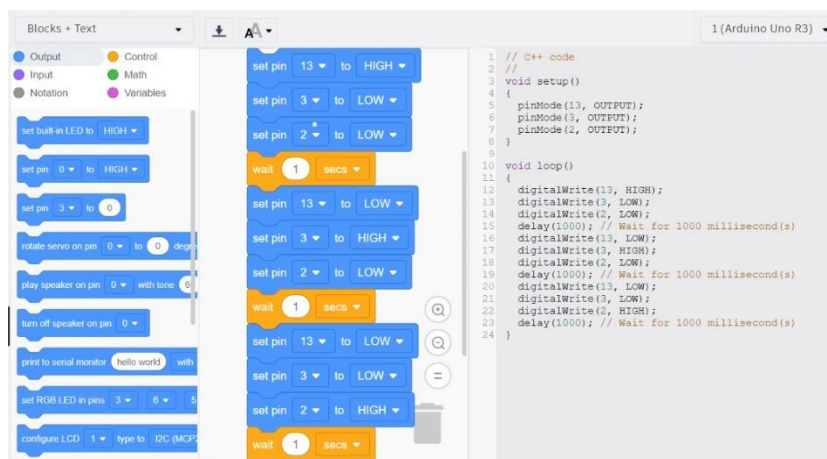 Blocks + Text
1 (Arduino Uno R3)
Output
Control
Input
Math
Notation
Variables
set built-in LED to HIGH
set pin 0 to HIGH
set pin 3 to 0
rotate servo on pin 0 to 0 degre
play speaker on pin 0 with tone 6
turn off speaker on pin 0
print to serial monitor hello world with
set RGB LED in pins 3 6 5
configure LCD 1 type to I2C (MCP2
set pin 13 to HIGH
set pin 3 to LOW
set pin 2 to LOW
wait 1 secs
set pin 13 to LOW
set pin 3 to HIGH
set pin 2 to LOW
wait 1 secs
set pin 13 to LOW
set pin 3 to LOW
set pin 2 to HIGH
wait 1 secs
1 // C++ code
2 //
3 void setup()
4 {
5 pinMode(13, OUTPUT);
6 pinMode(3, OUTPUT);
7 pinMode(2, OUTPUT);
8 }
9
10 void loop()
11 {
12 digitalWrite(13, HIGH);
13 digitalWrite(3, LOW);
14 digitalWrite(2, LOW);
15 delay(1000); // Wait for 1000 millisecond(s)
16 digitalWrite(13, LOW);
17 digitalWrite(3, HIGH);
18 digitalWrite(2, LOW);
19 delay(1000); // Wait for 1000 millisecond(s)
20 digitalWrite(13, LOW);
21 digitalWrite(3, LOW);
22 digitalWrite(2, HIGH);
23 delay(1000); // Wait for 1000 millisecond(s)
24 }